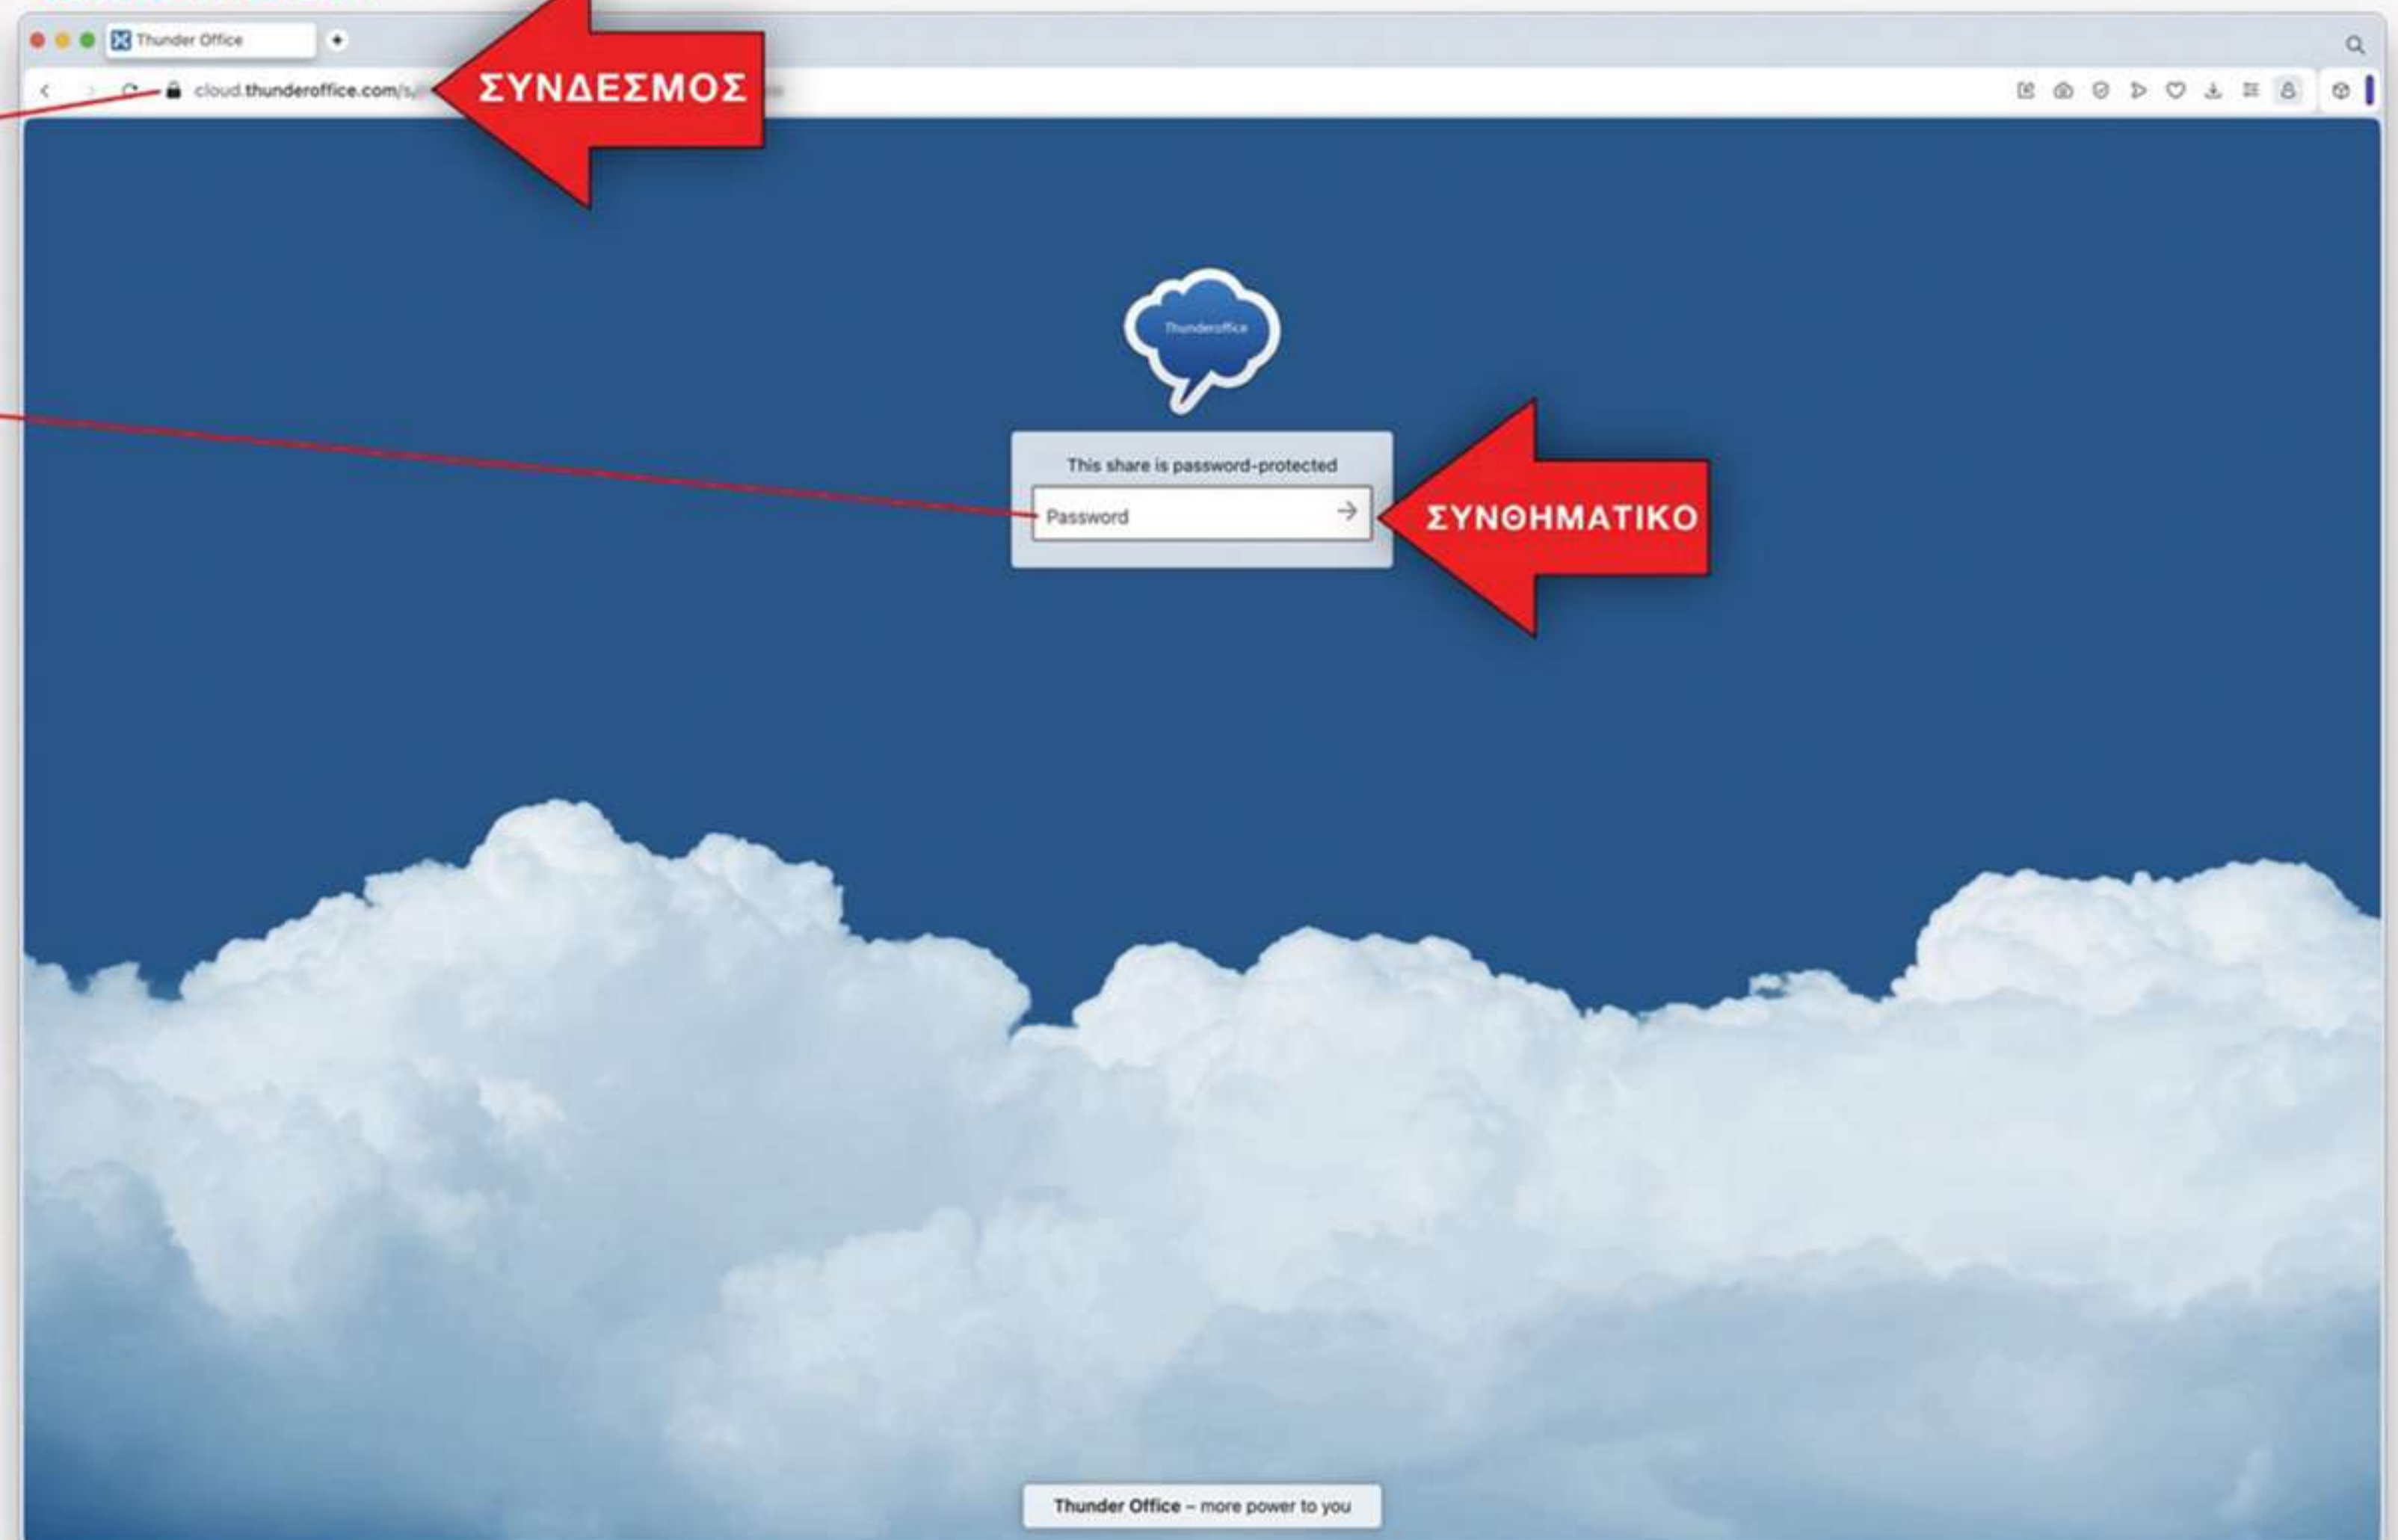 Thunder Office
cloud.thunderoffice.com/s/
ΣΥΝΔΕΣΜΟΣ
Thunderoffice
This share is password-protected
Password
ΣΥΝΘΗΜΑΤΙΚΟ
Thunder Office – more power to you